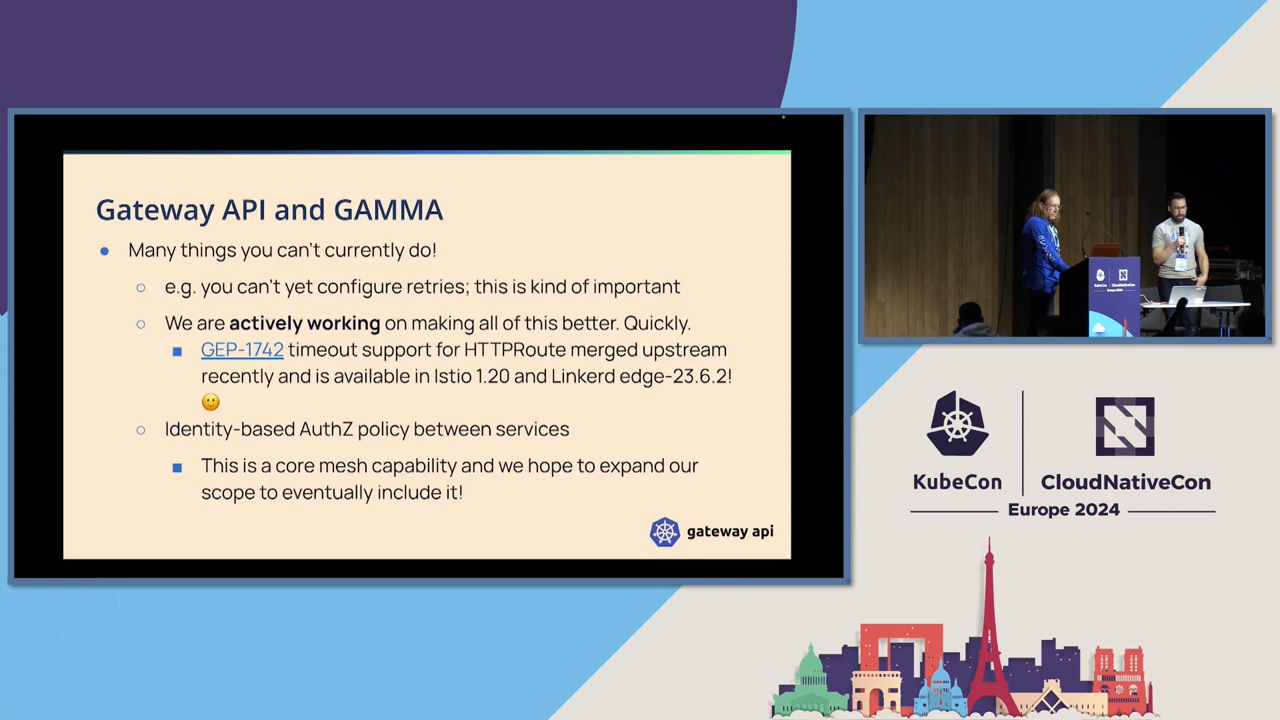 Gateway API and GAMMA
● Many things you can't currently do!
○ e.g. you can't yet configure retries; this is kind of important
○ We are actively working on making all of this better. Quickly.
■ GEP-1742 timeout support for HTTPRoute merged upstream
recently and is available in Istio 1.20 and Linkerd edge-23.6.2!
🙂
○ Identity-based AuthZ policy between services
■ This is a core mesh capability and we hope to expand our
scope to eventually include it!
gateway api
KubeCon
CloudNativeCon
Europe 2024